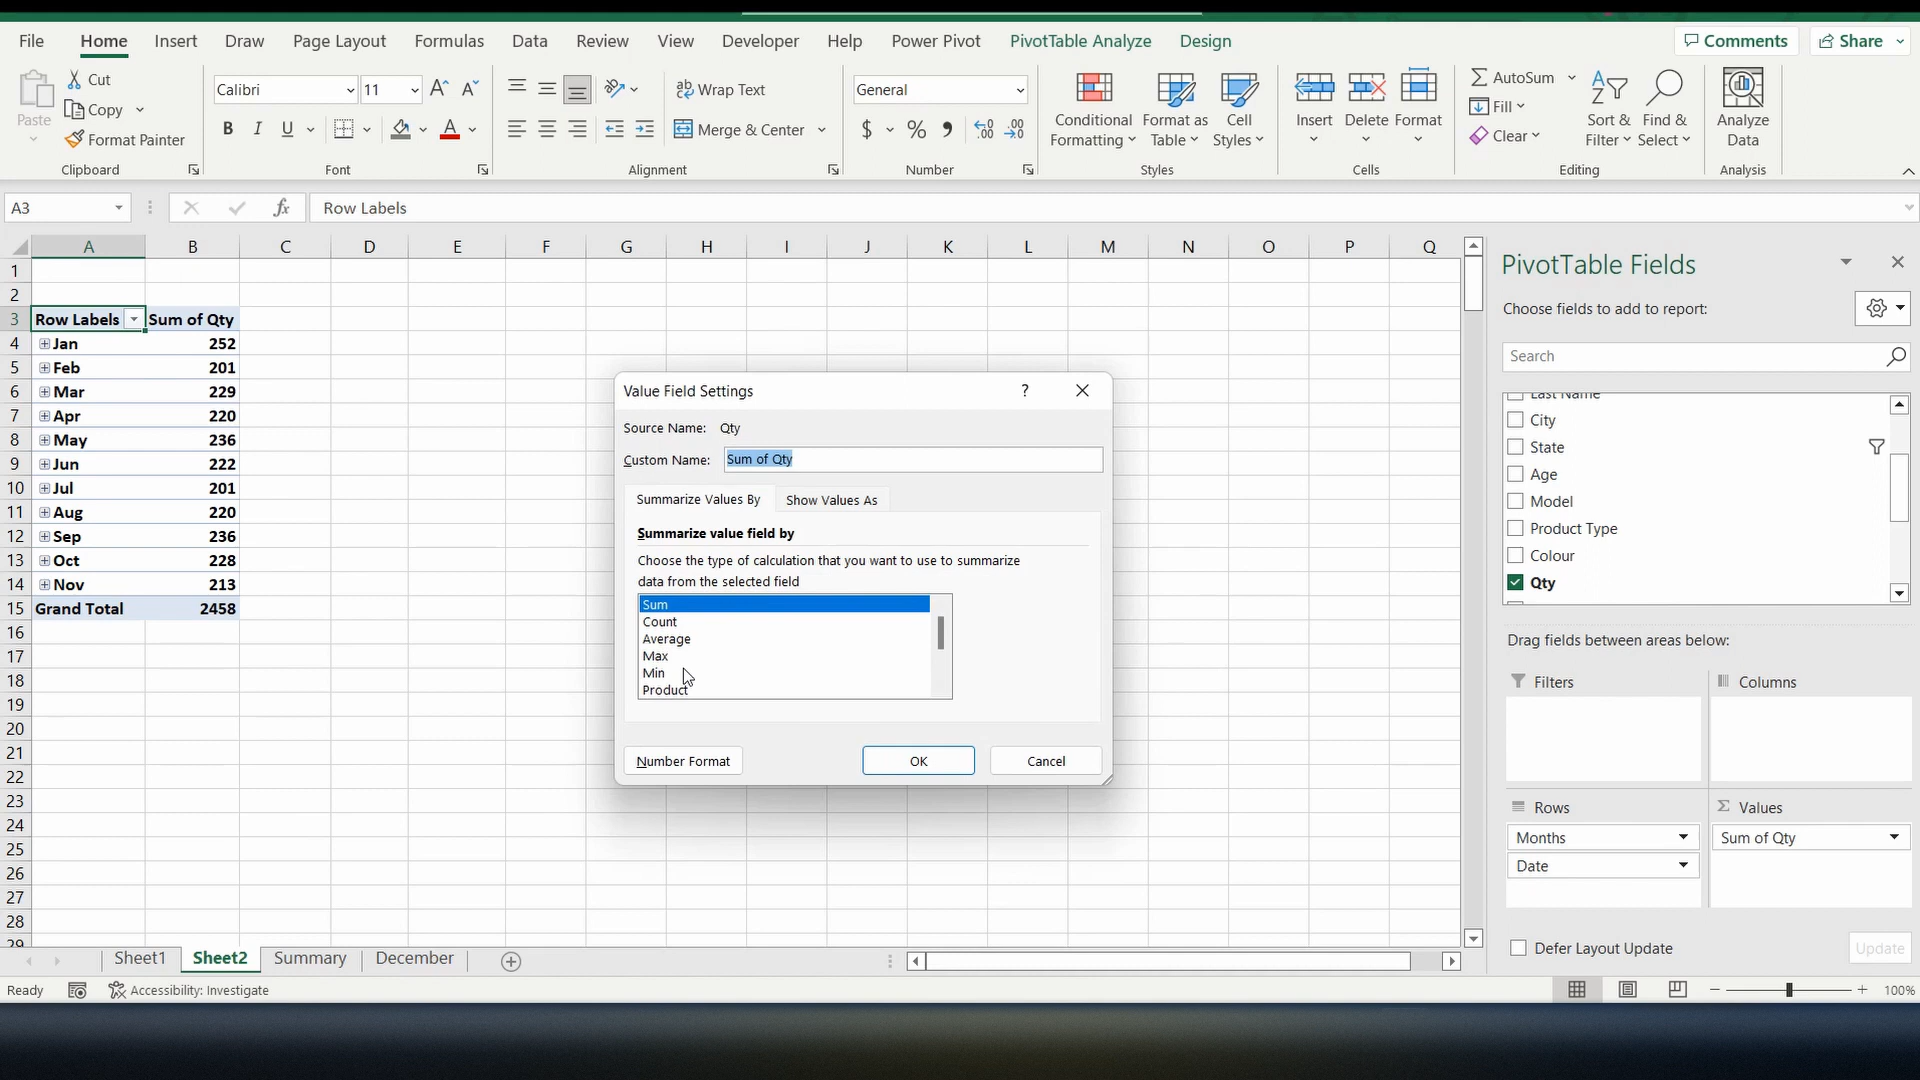 File Home Insert Draw Page Layout Formulas Data Review View Developer Help Power Pivot PivotTable Analyze Design Comments Share
Paste Cut Copy Format Painter Clipboard
Calibri 11 B I U Font
ab Wrap Text Merge & Center Alignment
General $ % Number
Conditional Formatting Format as Table Cell Styles Styles
Insert Delete Format Cells
AutoSum Fill Clear Sort & Filter Find & Select Editing
Analyze Data Analysis
A3 fx Row Labels
A B C D E F G H I J K L M N O P Q
1
2
3 Row Labels Sum of Qty
4 Jan 252
5 Feb 201
6 Mar 229
7 Apr 220
8 May 236
9 Jun 222
10 Jul 201
11 Aug 220
12 Sep 236
13 Oct 228
14 Nov 213
15 Grand Total 2458
16
17
18
19
20
21
22
23
24
25
26
27
28
29
Value Field Settings ?
Source Name: Qty
Custom Name: Sum of Qty
Summarize Values By Show Values As
Summarize value field by
Choose the type of calculation that you want to use to summarize
data from the selected field
Sum
Count
Average
Max
Min
Product
Number Format OK Cancel
PivotTable Fields
Choose fields to add to report:
Search
Last Name
City
State
Age
Model
Product Type
Colour
Qty
Drag fields between areas below:
Filters Columns
Rows Σ Values
Months Sum of Qty
Date
Defer Layout Update Update
Sheet1 Sheet2 Summary December
Ready Accessibility: Investigate 100%